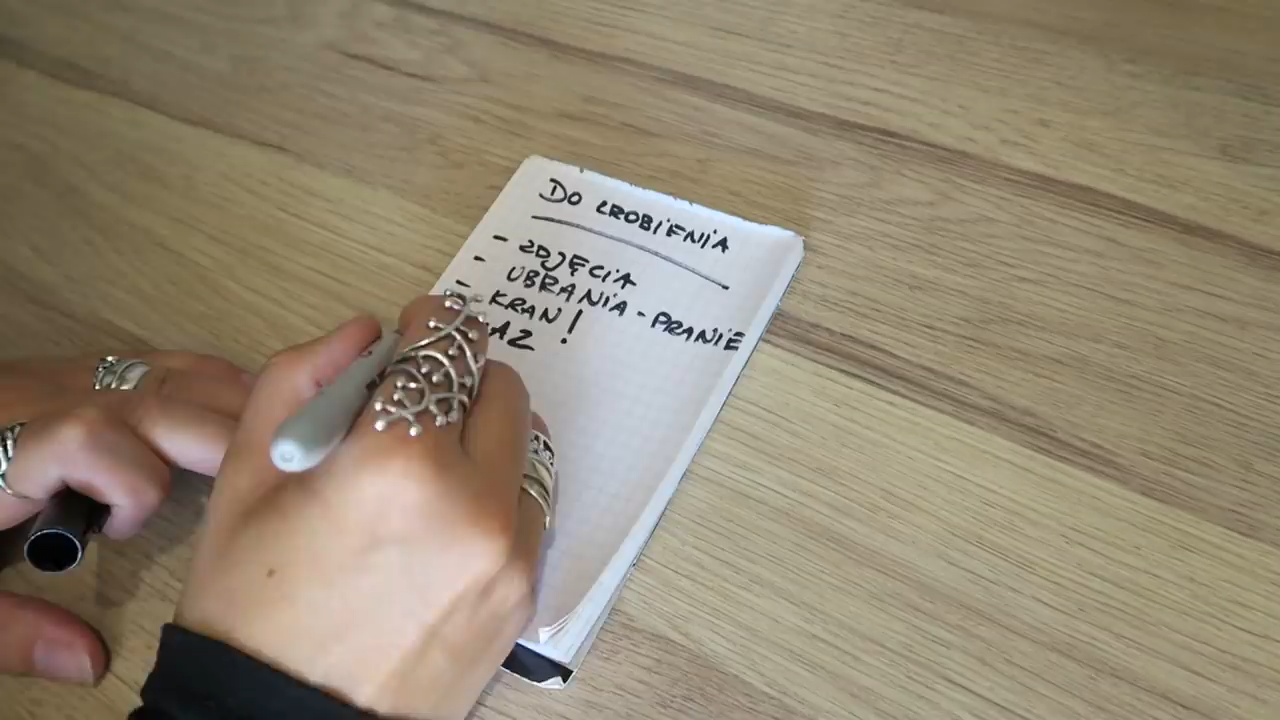 DO ZROBIENIA
- ZDJĘCIA
- UBRANIA - PRANIE
- KRAN!